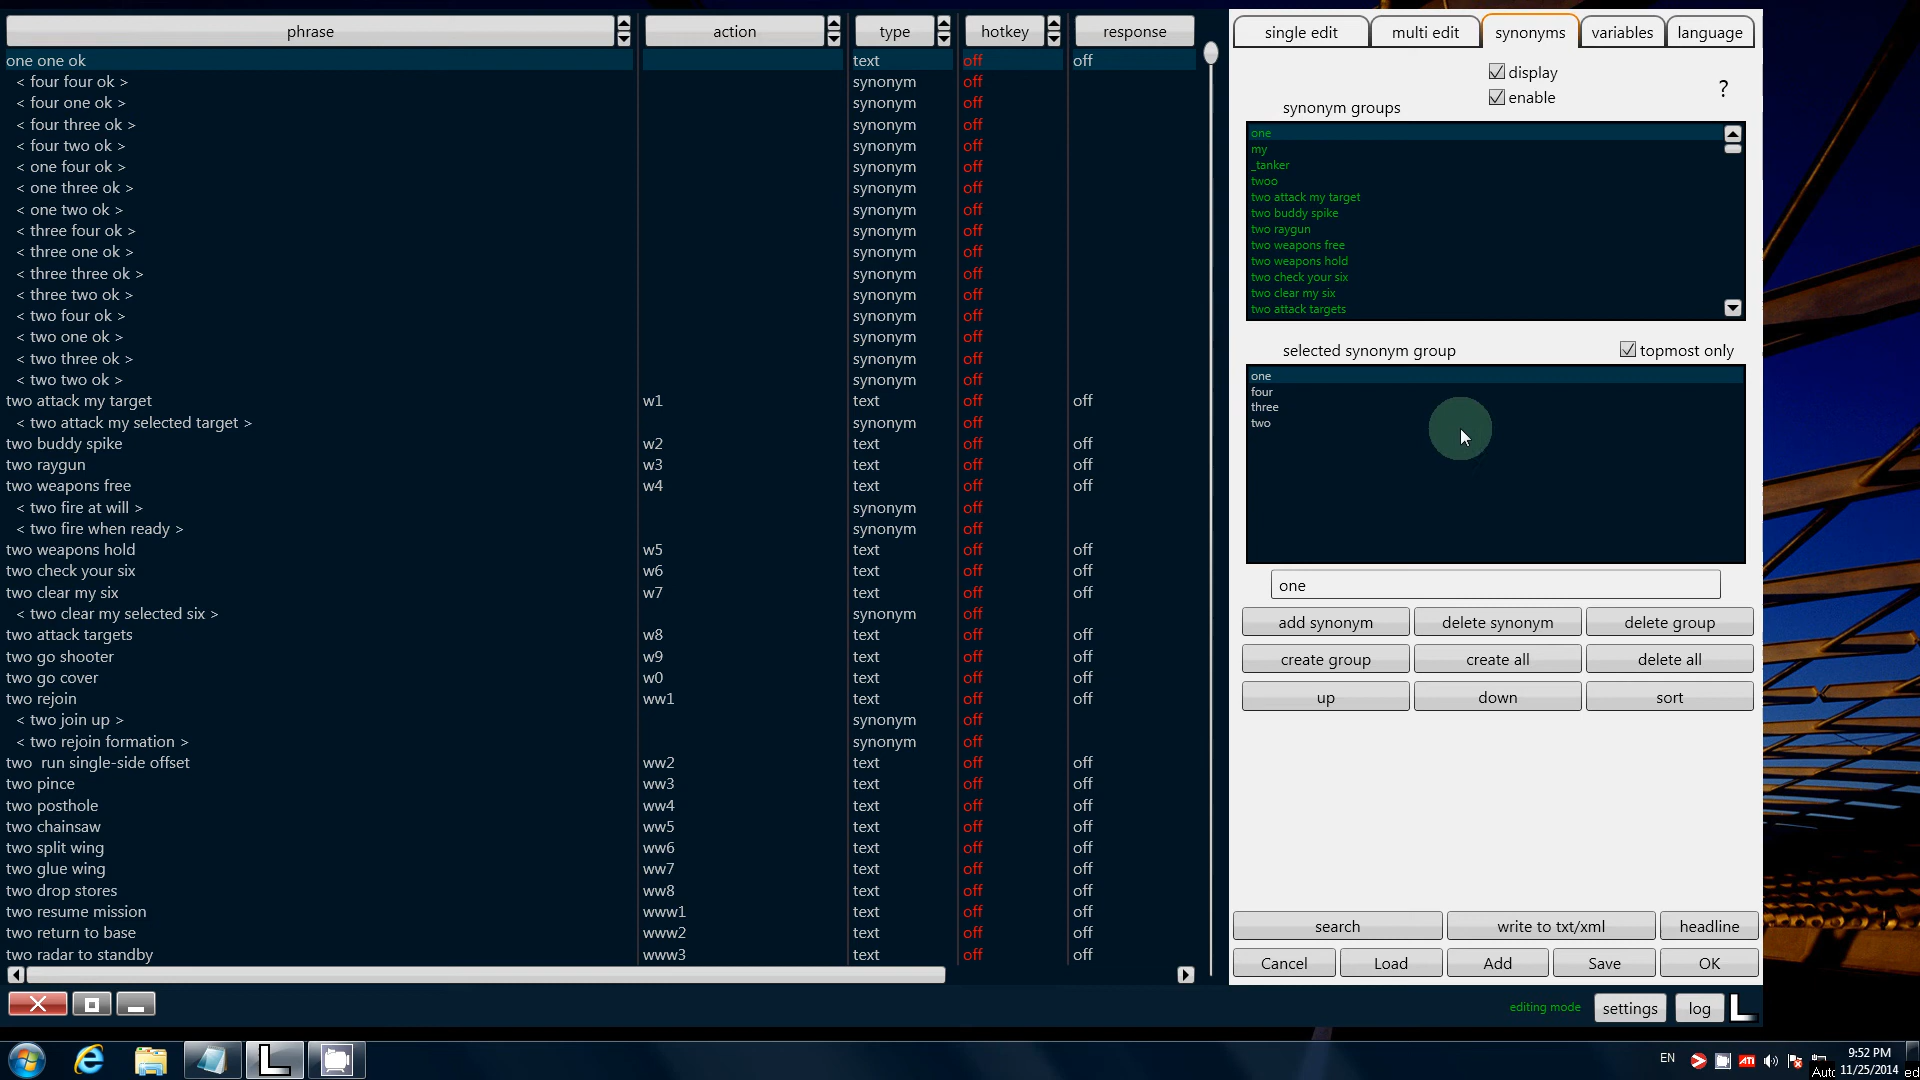 phrase action type hotkey response
one one ok text off off
< four four ok > synonym off
< four one ok > synonym off
< four three ok > synonym off
< four two ok > synonym off
< one four ok > synonym off
< one three ok > synonym off
< one two ok > synonym off
< three four ok > synonym off
< three one ok > synonym off
< three three ok > synonym off
< three two ok > synonym off
< two four ok > synonym off
< two one ok > synonym off
< two three ok > synonym off
< two two ok > synonym off
two attack my target w1 text off off
< two attack my selected target > synonym off
two buddy spike w2 text off off
two raygun w3 text off off
two weapons free w4 text off off
< two fire at will > synonym off
< two fire when ready > synonym off
two weapons hold w5 text off off
two check your six w6 text off off
two clear my six w7 text off off
< two clear my selected six > synonym off
two attack targets w8 text off off
two go shooter w9 text off off
two go cover w0 text off off
two rejoin ww1 text off off
< two join up > synonym off
< two rejoin formation > synonym off
two  run single-side offset ww2 text off off
two pince ww3 text off off
two posthole ww4 text off off
two chainsaw ww5 text off off
two split wing ww6 text off off
two glue wing ww7 text off off
two drop stores ww8 text off off
two resume mission www1 text off off
two return to base www2 text off off
two radar to standby www3 text off off
single edit multi edit synonyms variables language
display
enable
?
synonym groups
one
my
_tanker
twoo
two attack my target
two buddy spike
two raygun
two weapons free
two weapons hold
two check your six
two clear my six
two attack targets
selected synonym group topmost only
one
four
three
two
one
add synonym delete synonym delete group
create group create all delete all
up down sort
search write to txt/xml headline
Cancel Load Add Save OK
editing mode settings log
EN ATI 9:52 PM
11/25/2014